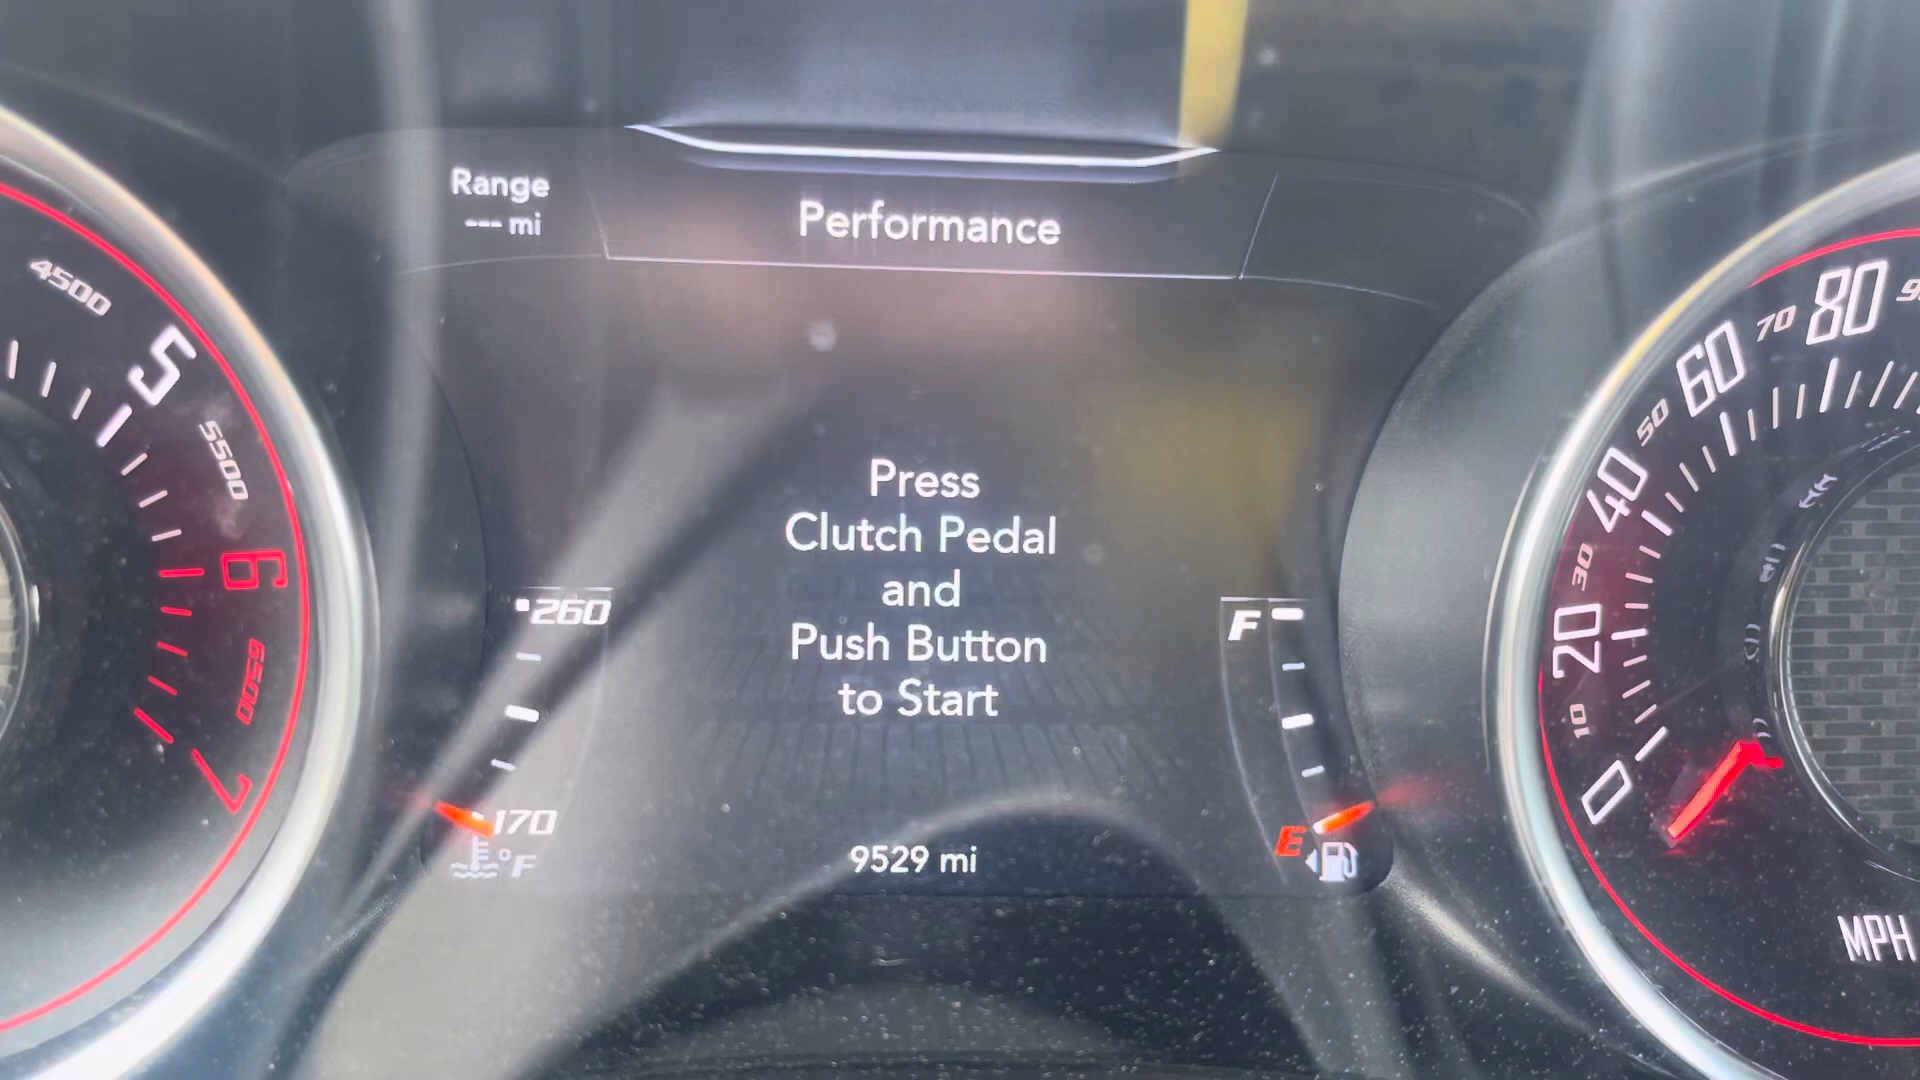 Range
--- mi
Performance
4500
5
5500
6
6500
7
Press
Clutch Pedal
and
Push Button
to Start
260
170
°F
9529 mi
F
E
0
10
20
30
40
50
60
70
80
MPH